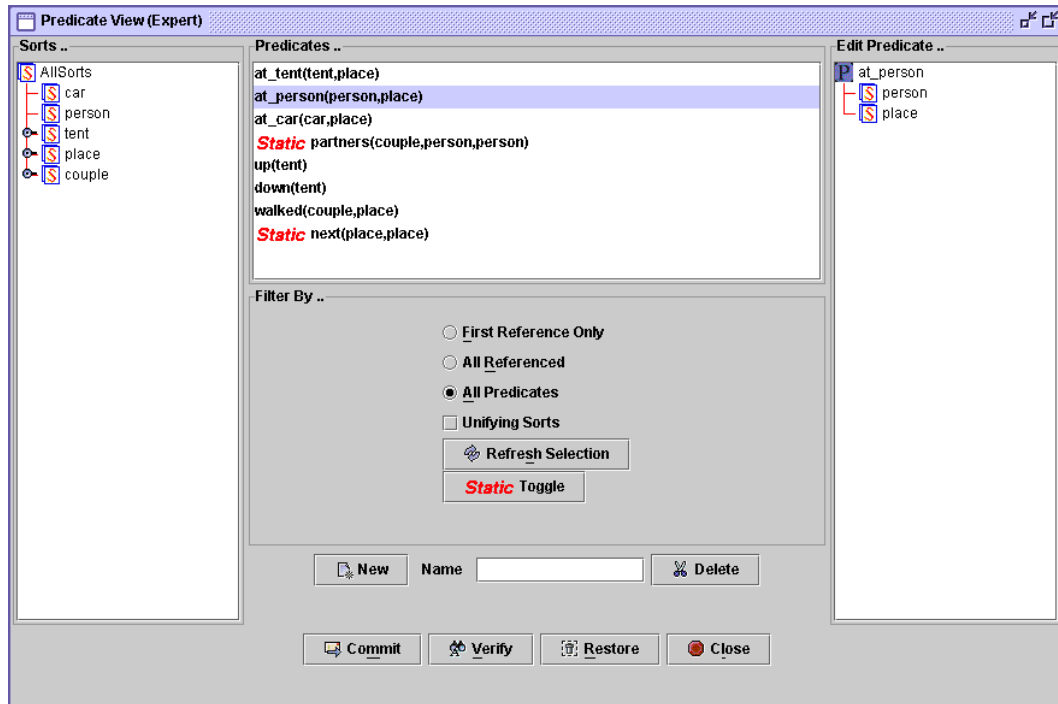 Predicate View (Expert)
Sorts ..
AllSorts
S car
S person
S tent
S place
S couple
Predicates ..
at_tent(tent,place)
at_person(person,place)
at_car(car,place)
Static partners(couple,person,person)
up(tent)
down(tent)
walked(couple,place)
Static next(place,place)
Filter By ..
First Reference Only
All Referenced
All Predicates
Unifying Sorts
Refresh Selection
Static Toggle
New Name Delete
Edit Predicate ..
P at_person
S person
S place
Commit Verify Restore Close